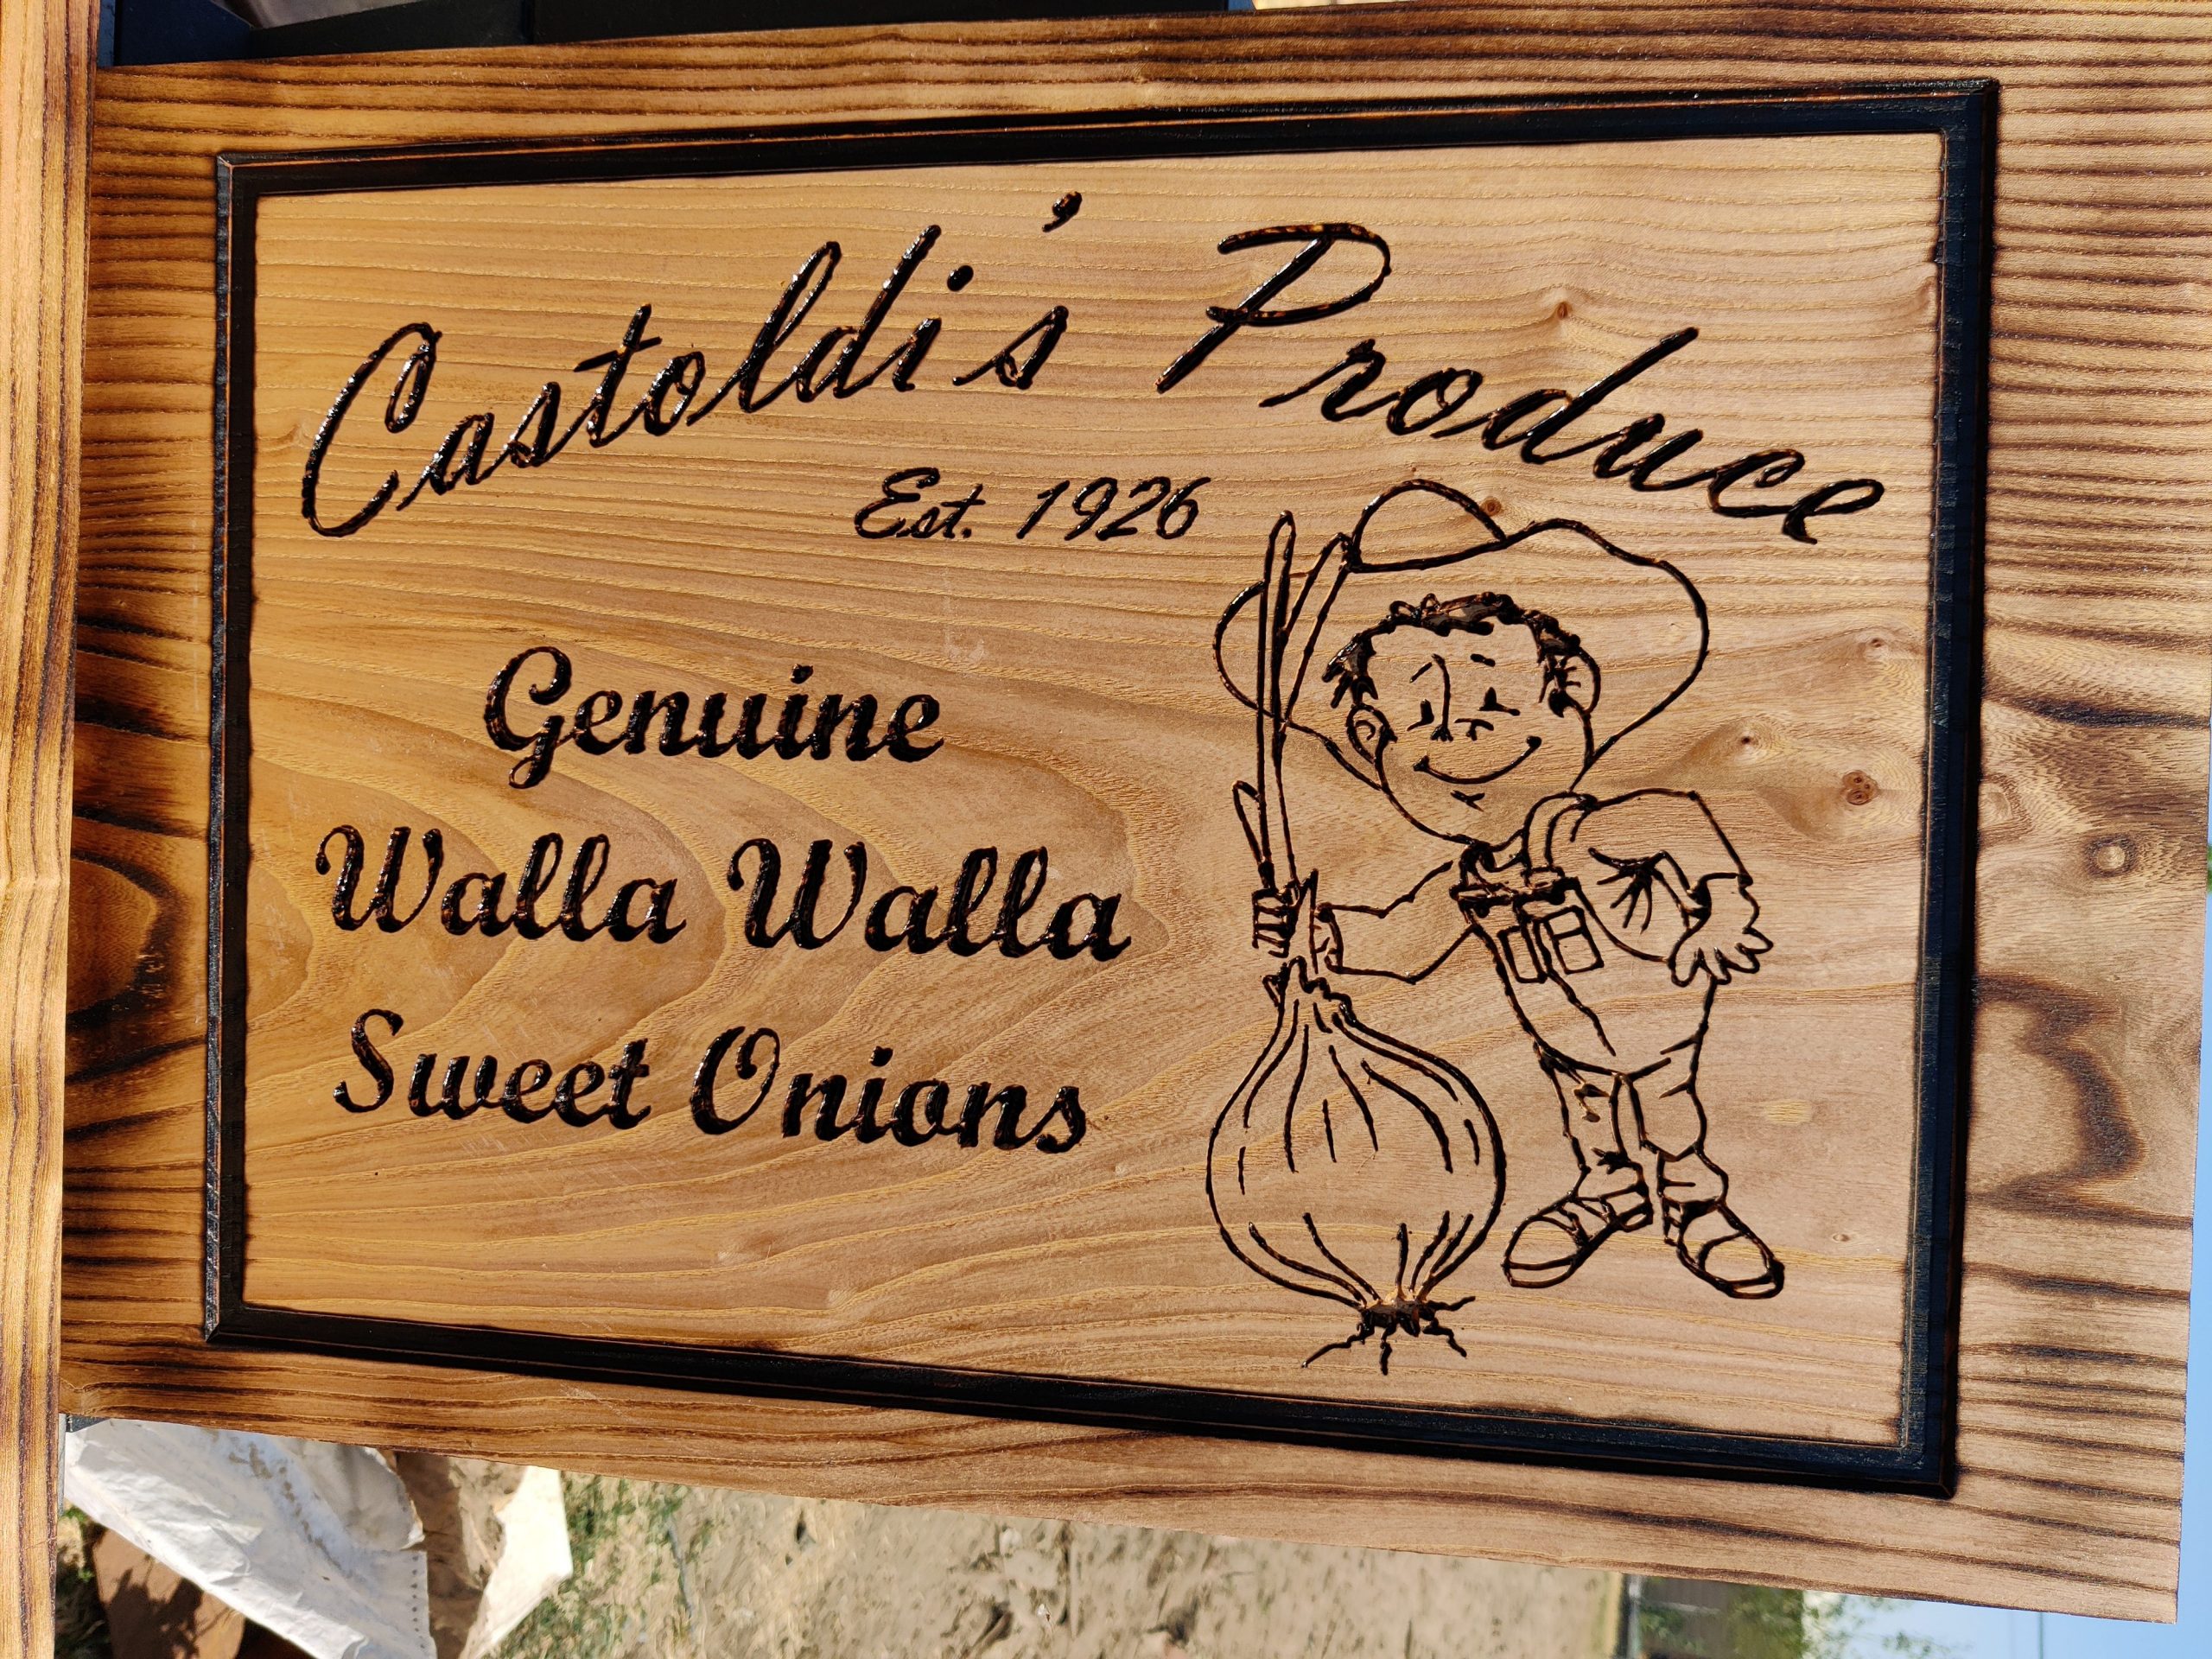 Castoldi's Produce
Est. 1926
Genuine
Walla Walla
Sweet Onions